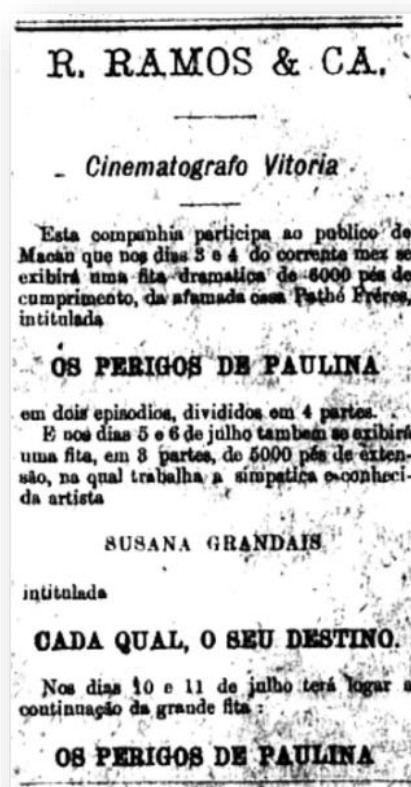 R. RAMOS & CA.
Cinematografo Vitoria
Esta companhia participa ao publico de
Macau que nos dias 3 e 4 do corrente mez se
exibirá uma fita dramatica de 6000 pés de
cumprimento, da afamada casa Pathé Fréres,
intitulada
OS PERIGOS DE PAULINA
em dois episodios, divididos em 4 partes.
E nos dias 5 e 6 de julho tambem se exibirá
uma fita, em 3 partes, de 5000 pés de exten-
são, na qual trabalha a simpatica e conheci-
da artista
SUSANA GRANDAIS
intitulada
CADA QUAL, O SEU DESTINO.
Nos dias 10 e 11 de julho terá logar a
continuação da grande fita :
OS PERIGOS DE PAULINA